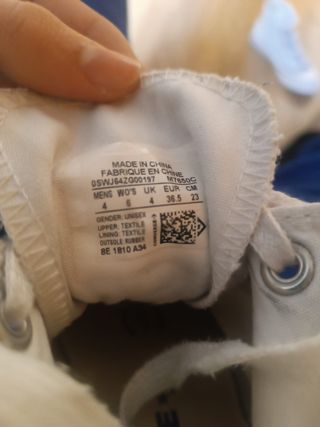 MADE IN CHINA
FABRIQUE EN CHINE
0SWJ64ZG00197 M7650C
MENS WO'S UK EUR CM
4 6 4 36.5 23
GENDER: UNISEX
UPPER: TEXTILE
LINING: TEXTILE
OUTSOLE: RUBBER
8E 1810 A34